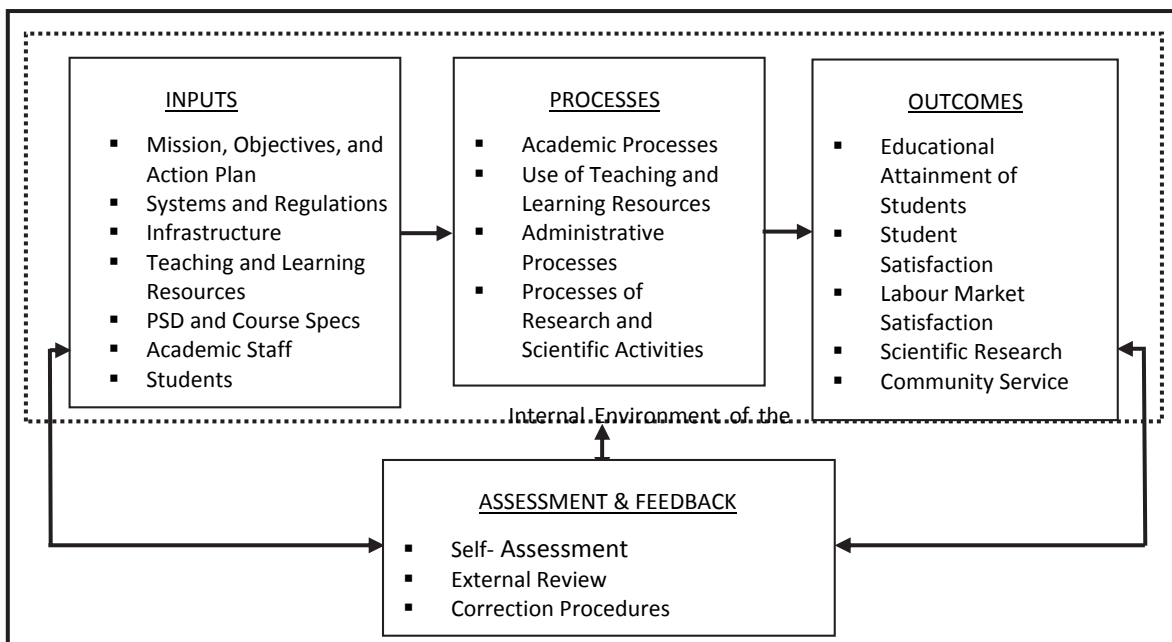 INPUTS
▪ Mission, Objectives, and
Action Plan
▪ Systems and Regulations
▪ Infrastructure
▪ Teaching and Learning
Resources
▪ PSD and Course Specs
▪ Academic Staff
▪ Students
PROCESSES
▪ Academic Processes
▪ Use of Teaching and
Learning Resources
▪ Administrative
Processes
▪ Processes of
Research and
Scientific Activities
OUTCOMES
▪ Educational
Attainment of
Students
▪ Student
Satisfaction
▪ Labour Market
Satisfaction
▪ Scientific Research
▪ Community Service
Internal Environment of the
ASSESSMENT & FEEDBACK
▪ Self- Assessment
▪ External Review
▪ Correction Procedures